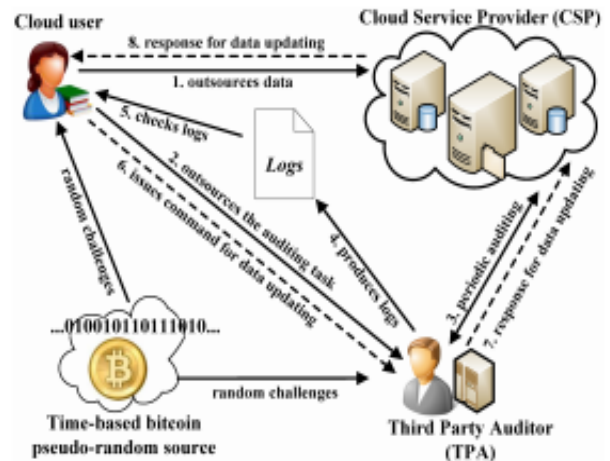 Cloud user
Cloud Service Provider (CSP)
8. response for data updating
1. outsources data
5. checks logs
Logs
2. outsources the auditing task
6. issues command for data updating
4. produces logs
3. periodic auditing
7. response for data updating
random challenges
...010010110111010...
random challenges
Time-based bitcoin
pseudo-random source
Third Party Auditor
(TPA)